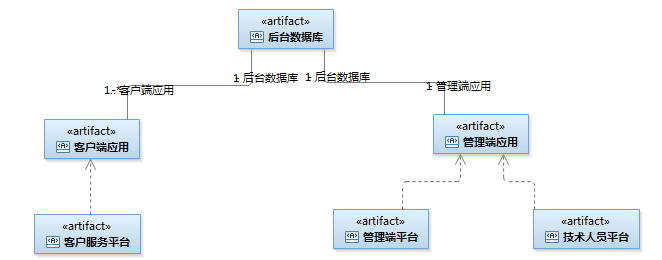 «artifact»
后台数据库
1 后台数据库
1 后台数据库
1..* 客户端应用
1 管理端应用
«artifact»
客户端应用
«artifact»
管理端应用
«artifact»
客户服务平台
«artifact»
管理端平台
«artifact»
技术人员平台